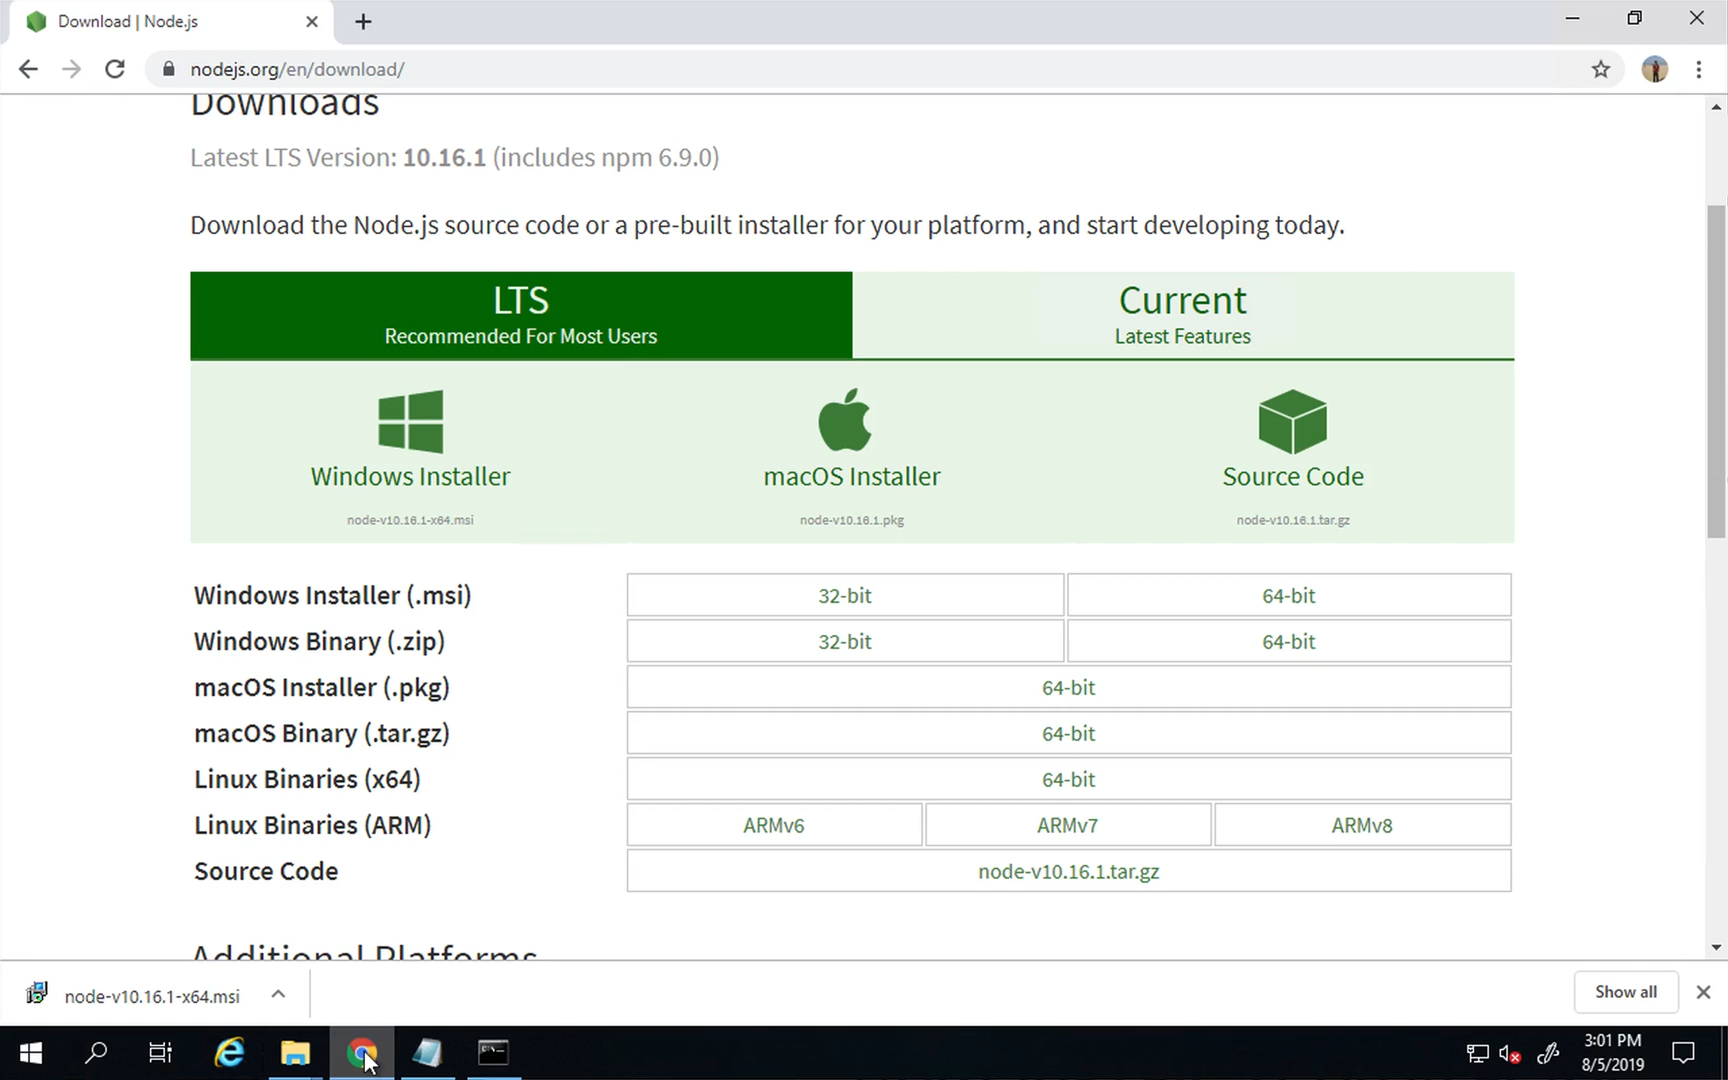 Download | Node.js
nodejs.org/en/download/
Downloads
Latest LTS Version: 10.16.1 (includes npm 6.9.0)
Download the Node.js source code or a pre-built installer for your platform, and start developing today.
LTS
Recommended For Most Users
Current
Latest Features
Windows Installer
node-v10.16.1-x64.msi
macOS Installer
node-v10.16.1.pkg
Source Code
node-v10.16.1.tar.gz
Windows Installer (.msi) 32-bit 64-bit
Windows Binary (.zip) 32-bit 64-bit
macOS Installer (.pkg) 64-bit
macOS Binary (.tar.gz) 64-bit
Linux Binaries (x64) 64-bit
Linux Binaries (ARM) ARMv6 ARMv7 ARMv8
Source Code node-v10.16.1.tar.gz
Additional Platforms
node-v10.16.1-x64.msi
Show all
3:01 PM
8/5/2019